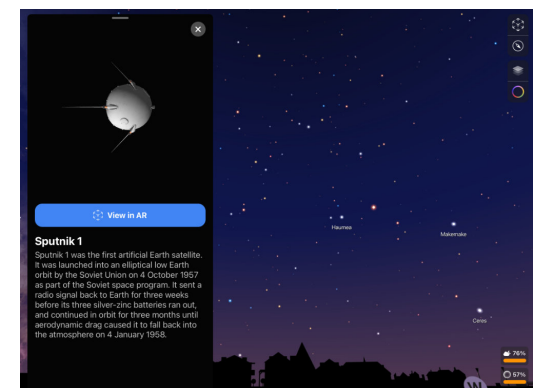 View in AR
Sputnik 1
Sputnik 1 was the first artificial Earth satellite.
It was launched into an elliptical low Earth
orbit by the Soviet Union on 4 October 1957
as part of the Soviet space program. It sent a
radio signal back to Earth for three weeks
before its three silver-zinc batteries ran out,
and continued in orbit for three months until
aerodynamic drag caused it to fall back into
the atmosphere on 4 January 1958.
Haumea
Makemake
Ceres
76%
W
57%